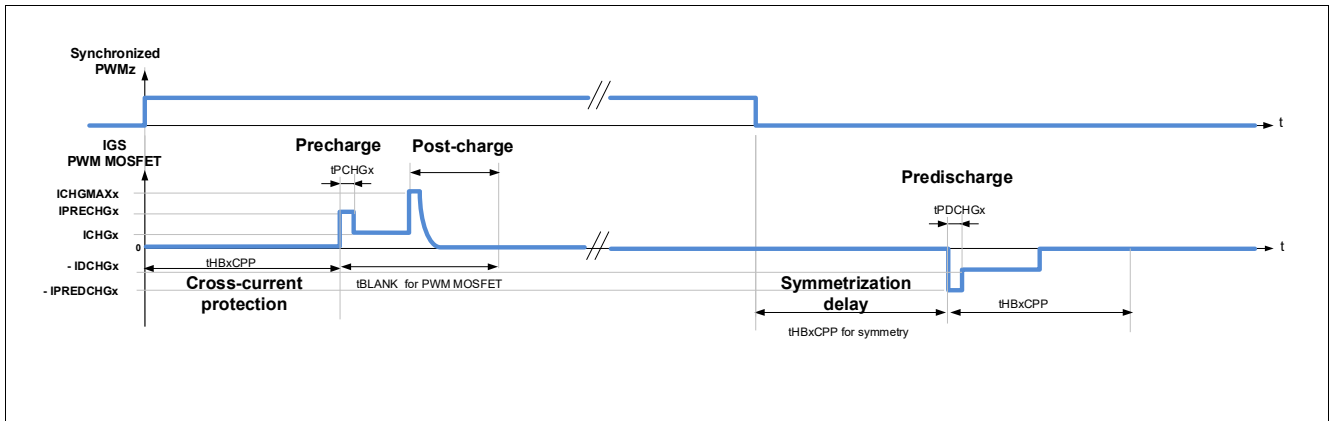 Synchronized
PWMz
t
IGS
PWM MOSFET
Precharge
Post-charge
tPCHGx
Predischarge
tPDCHGx
ICHGMAXx
IPRECHGx
ICHGx
0
t
- IDCHGx
- IPREDCHGx
tHBxCPP
Cross-current
protection
tBLANK for PWM MOSFET
Symmetrization
delay
tHBxCPP
tHBxCPP for symmetry